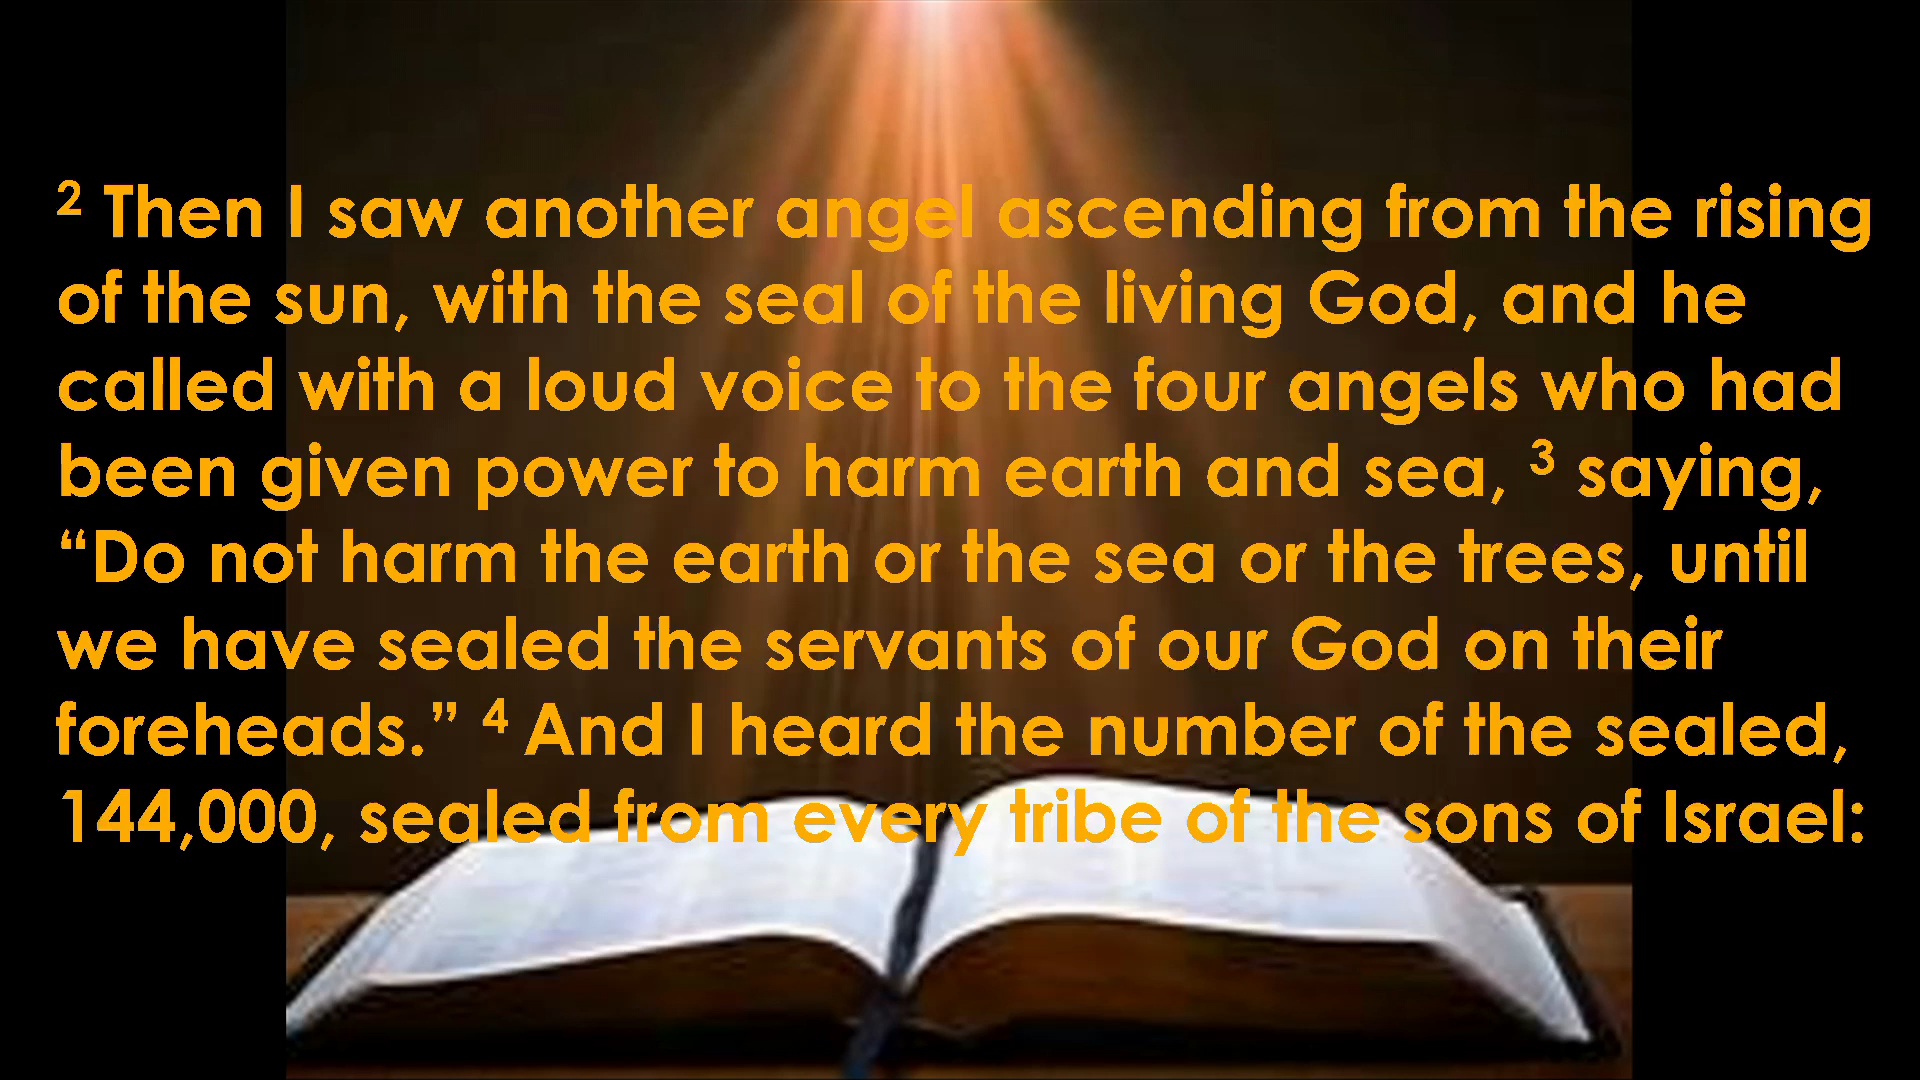 ² Then I saw another angel ascending from the rising
of the sun, with the seal of the living God, and he
called with a loud voice to the four angels who had
been given power to harm earth and sea, ³ saying,
“Do not harm the earth or the sea or the trees, until
we have sealed the servants of our God on their
foreheads.” ⁴ And I heard the number of the sealed,
144,000, sealed from every tribe of the sons of Israel: